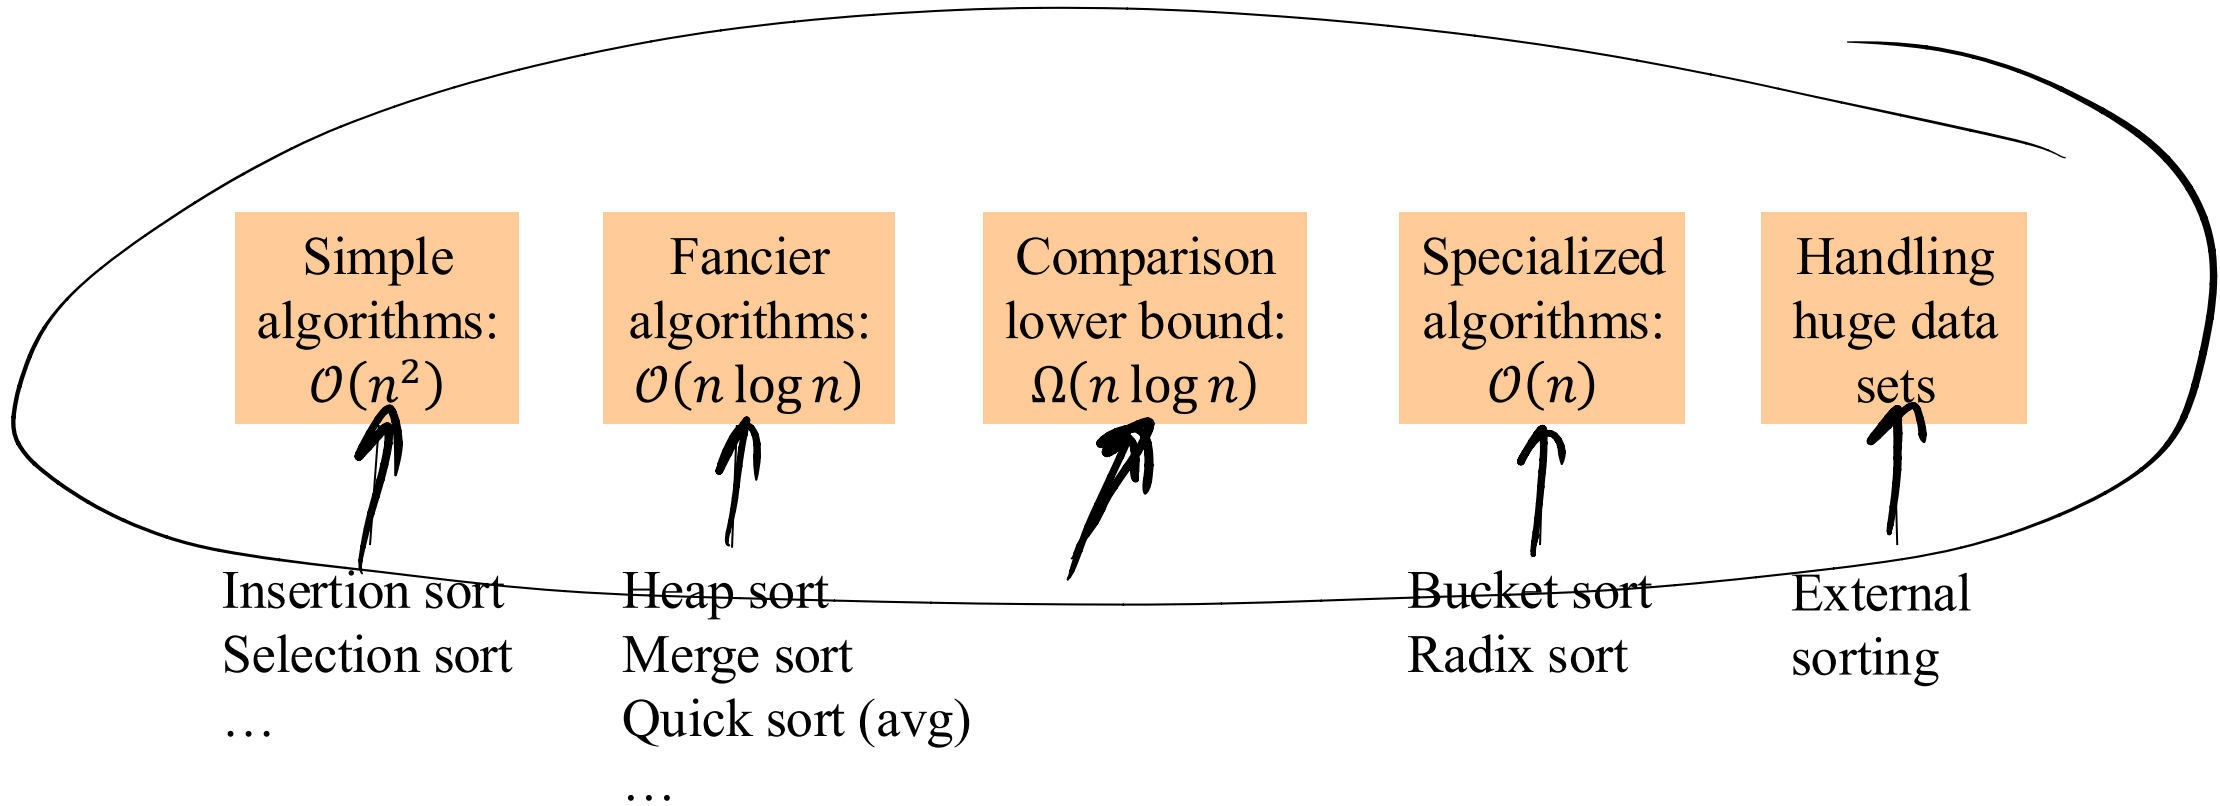 Simple
algorithms:
𝒪(n²)
Fancier
algorithms:
𝒪(n log n)
Comparison
lower bound:
Ω(n log n)
Specialized
algorithms:
𝒪(n)
Handling
huge data
sets
Insertion sort
Selection sort
…
Heap sort
Merge sort
Quick sort (avg)
…
Bucket sort
Radix sort
External
sorting